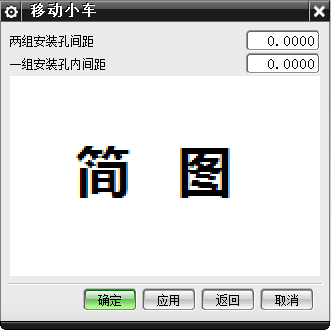 移动小车
两组安装孔间距 0.0000
一组安装孔内间距 0.0000
简 图
确定 应用 返回 取消